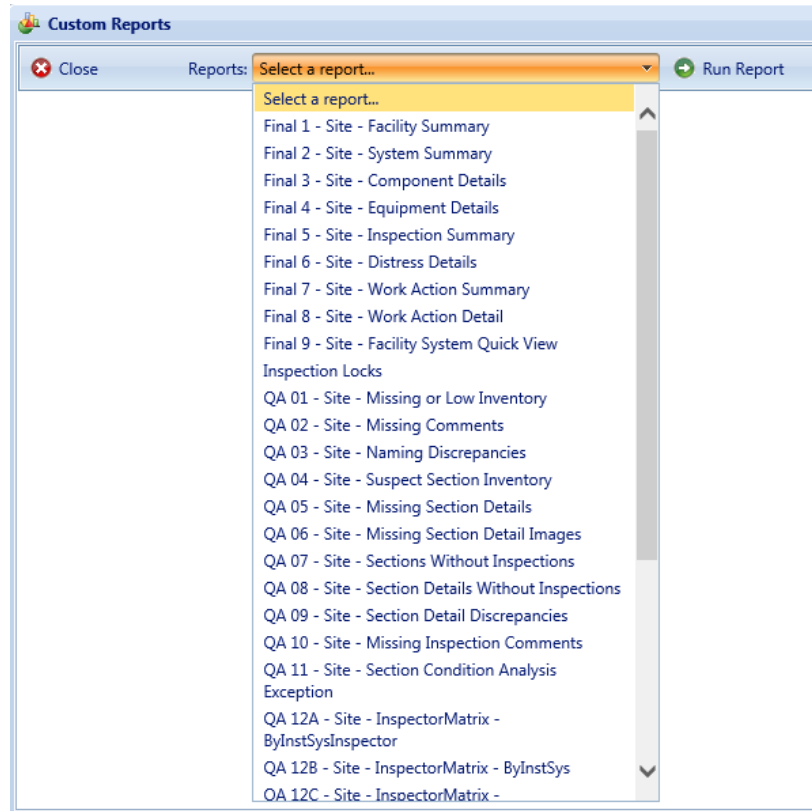 Custom Reports
Close Reports: Select a report... Run Report
Select a report...
Final 1 - Site - Facility Summary
Final 2 - Site - System Summary
Final 3 - Site - Component Details
Final 4 - Site - Equipment Details
Final 5 - Site - Inspection Summary
Final 6 - Site - Distress Details
Final 7 - Site - Work Action Summary
Final 8 - Site - Work Action Detail
Final 9 - Site - Facility System Quick View
Inspection Locks
QA 01 - Site - Missing or Low Inventory
QA 02 - Site - Missing Comments
QA 03 - Site - Naming Discrepancies
QA 04 - Site - Suspect Section Inventory
QA 05 - Site - Missing Section Details
QA 06 - Site - Missing Section Detail Images
QA 07 - Site - Sections Without Inspections
QA 08 - Site - Section Details Without Inspections
QA 09 - Site - Section Detail Discrepancies
QA 10 - Site - Missing Inspection Comments
QA 11 - Site - Section Condition Analysis
Exception
QA 12A - Site - InspectorMatrix -
ByInstSysInspector
QA 12B - Site - InspectorMatrix - ByInstSys
QA 12C - Site - InspectorMatrix -